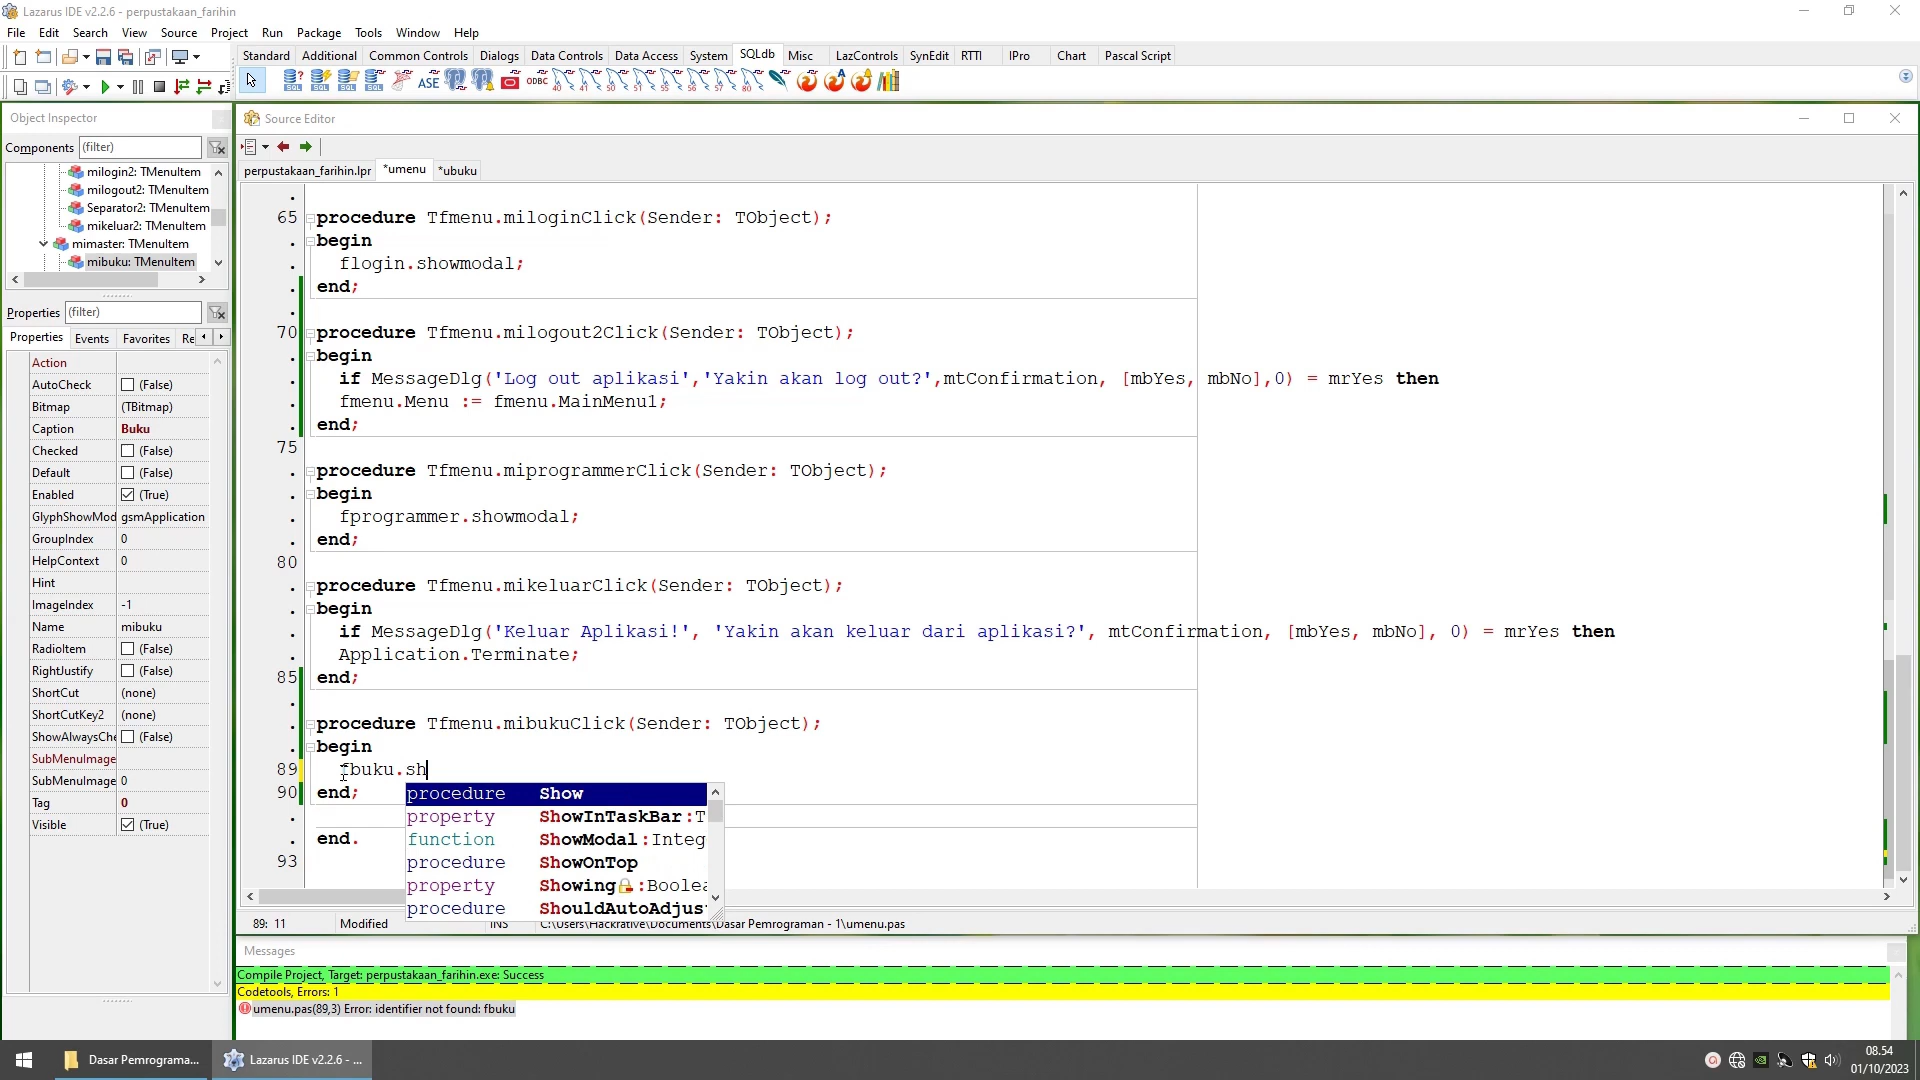 Lazarus IDE v2.2.6 - perpustakaan_farihin
File Edit Search View Source Project Run Package Tools Window Help
Standard Additional Common Controls Dialogs Data Controls Data Access System SQLdb Misc LazControls SynEdit RTTI IPro Chart Pascal Script
Object Inspector
Components (filter)
milogin2: TMenuItem
milogout2: TMenuItem
Separator2: TMenuItem
mikeluar2: TMenuItem
mimaster: TMenuItem
mibuku: TMenuItem
Properties (filter)
Properties Events Favorites Re
Action
AutoCheck (False)
Bitmap (TBitmap)
Caption Buku
Checked (False)
Default (False)
Enabled (True)
GlyphShowMod gsmApplication
GroupIndex 0
HelpContext 0
Hint
ImageIndex -1
Name mibuku
RadioItem (False)
RightJustify (False)
ShortCut (none)
ShortCutKey2 (none)
ShowAlwaysChe (False)
SubMenuImage
SubMenuImage 0
Tag 0
Visible (True)
Source Editor
perpustakaan_farihin.lpr *umenu *ubuku
65 procedure Tfmenu.miloginClick(Sender: TObject);
begin
flogin.showmodal;
end;
70 procedure Tfmenu.milogout2Click(Sender: TObject);
begin
if MessageDlg('Log out aplikasi','Yakin akan log out?',mtConfirmation, [mbYes, mbNo],0) = mrYes then
fmenu.Menu := fmenu.MainMenu1;
end;
75
procedure Tfmenu.miprogrammerClick(Sender: TObject);
begin
fprogrammer.showmodal;
end;
80
procedure Tfmenu.mikeluarClick(Sender: TObject);
begin
if MessageDlg('Keluar Aplikasi!', 'Yakin akan keluar dari aplikasi?', mtConfirmation, [mbYes, mbNo], 0) = mrYes then
Application.Terminate;
85 end;
procedure Tfmenu.mibukuClick(Sender: TObject);
begin
89 fbuku.sh
90 end;
end.
93
procedure Show
property ShowInTaskBar:T
function ShowModal:Integ
procedure ShowOnTop
property Showing:Boolea
procedure ShouldAutoAdjus
89: 11 Modified INS C:\Users\Hackrative\Documents\Dasar Pemrograman - 1\umenu.pas
Messages
Compile Project, Target: perpustakaan_farihin.exe: Success
Codetools, Errors: 1
umenu.pas(89,3) Error: identifier not found: fbuku
Dasar Pemrograma... Lazarus IDE v2.2.6 - ...
08.54
01/10/2023